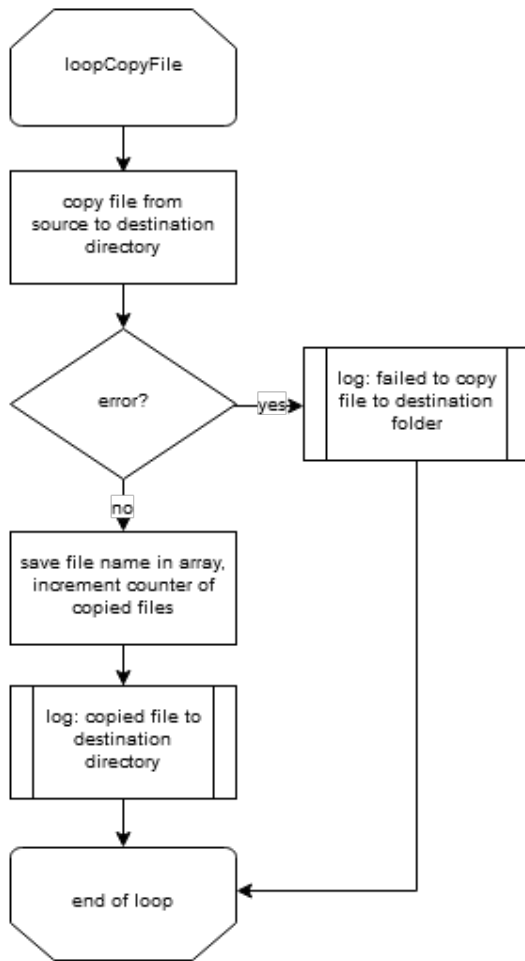 loopCopyFile
copy file from
source to destination
directory
error?
yes
log: failed to copy
file to destination
folder
no
save file name in array,
increment counter of
copied files
log: copied file to
destination
directory
end of loop